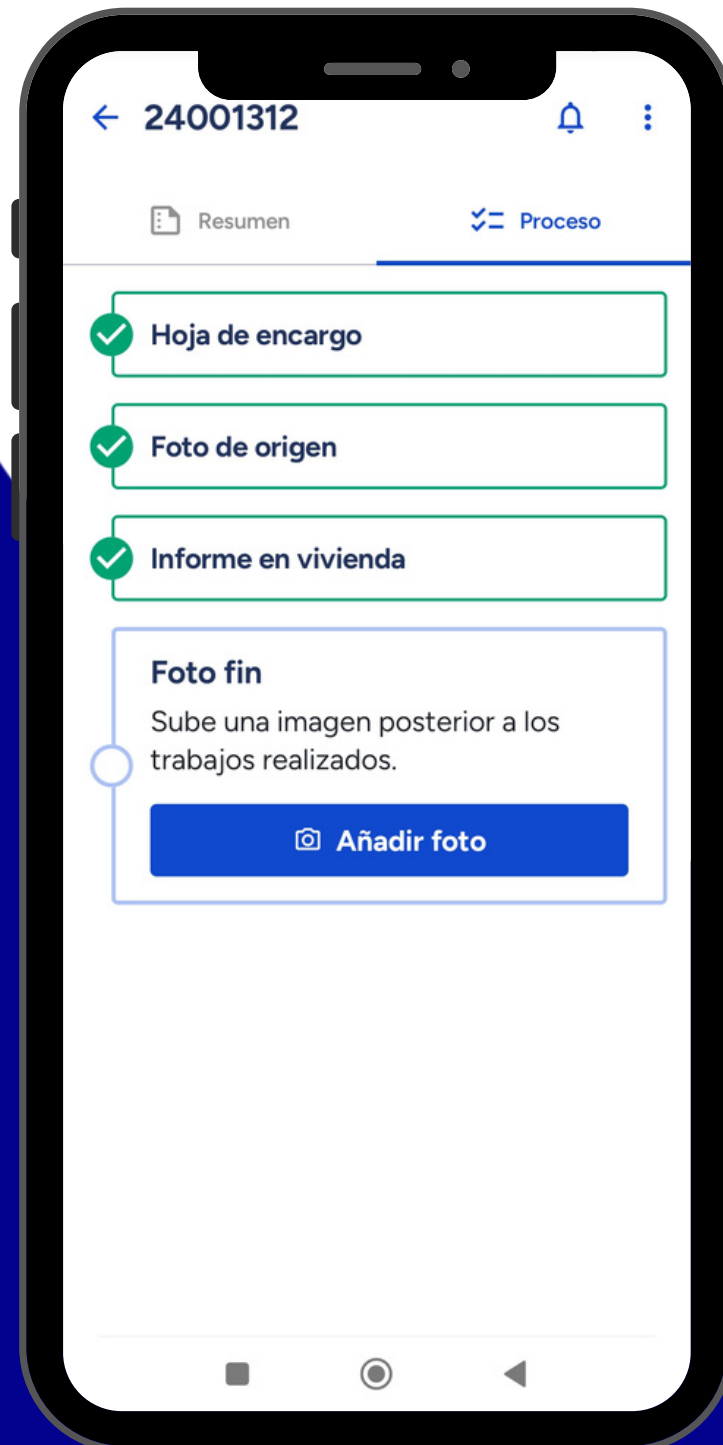 24001312
Resumen
Proceso
Hoja de encargo
Foto de origen
Informe en vivienda
Foto fin
Sube una imagen posterior a los
trabajos realizados.
Añadir foto